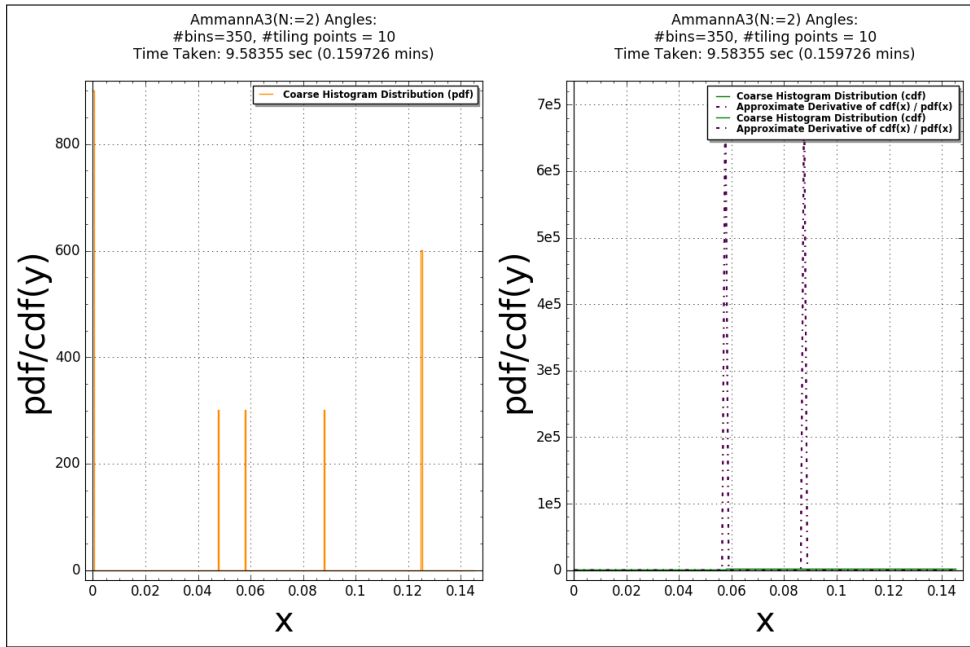 AmmannA3(N:=2) Angles:
#bins=350, #tiling points = 10
Time Taken: 9.58355 sec (0.159726 mins)
Coarse Histogram Distribution (pdf)
800
600
400
200
0
pdf/cdf(y)
0 0.02 0.04 0.06 0.08 0.1 0.12 0.14
x
AmmannA3(N:=2) Angles:
#bins=350, #tiling points = 10
Time Taken: 9.58355 sec (0.159726 mins)
Coarse Histogram Distribution (cdf)
Approximate Derivative of cdf(x) / pdf(x)
Coarse Histogram Distribution (cdf)
Approximate Derivative of cdf(x) / pdf(x)
7e5
6e5
5e5
4e5
3e5
2e5
1e5
0
pdf/cdf(y)
0 0.02 0.04 0.06 0.08 0.1 0.12 0.14
x